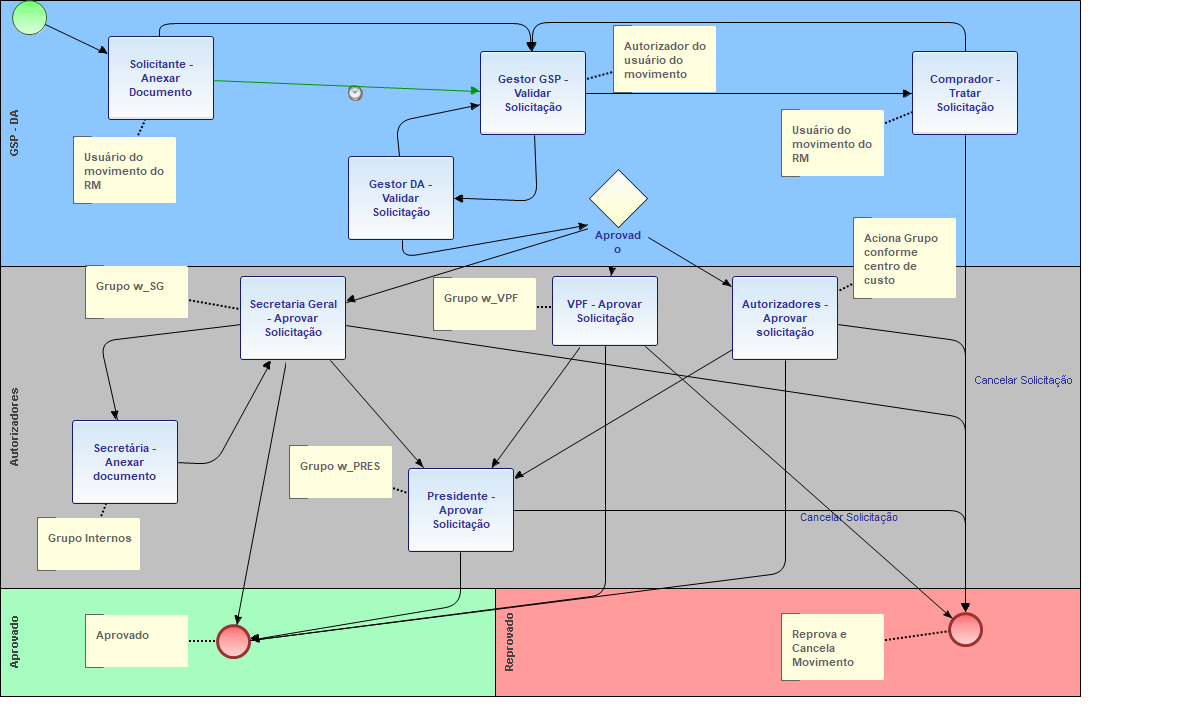 GSP - DA
Solicitante -
Anexar
Documento
Usuário do
movimento do
RM
Gestor GSP -
Validar
Solicitação
Autorizador do
usuário do
movimento
Comprador -
Tratar
Solicitação
Usuário do
movimento do
RM
Gestor DA -
Validar
Solicitação
Aprovad
o
Aciona Grupo
conforme
centro de
custo
Autorizadores
Grupo w_SG
Secretaria Geral
- Aprovar
Solicitação
Grupo w_VPF
VPF - Aprovar
Solicitação
Autorizadores -
Aprovar
solicitação
Cancelar Solicitação
Secretária -
Anexar
documento
Grupo Internos
Grupo w_PRES
Presidente -
Aprovar
Solicitação
Cancelar Solicitação
Aprovado
Aprovado
Reprovado
Reprova e
Cancela
Movimento